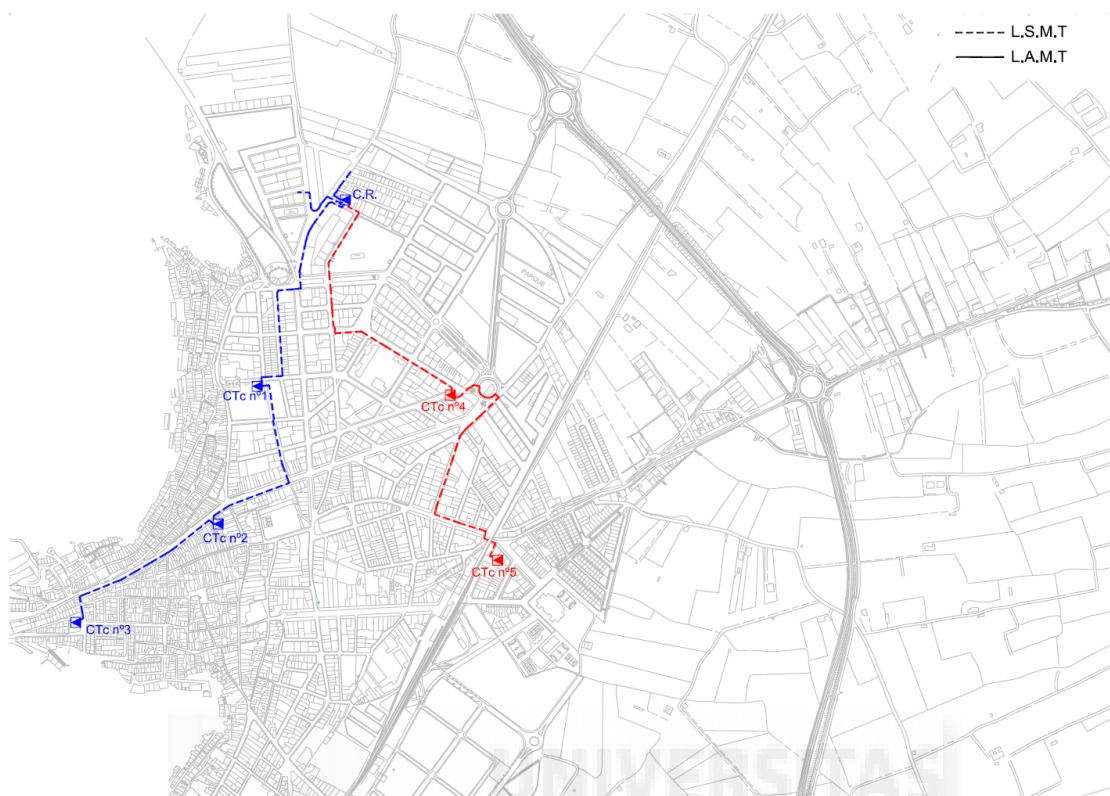 L.S.M.T
L.A.M.T
C.R.
PARQUE
CTc nº1
CTc nº4
CTc nº2
CTc nº5
CTc nº3
UNIVERSITAS